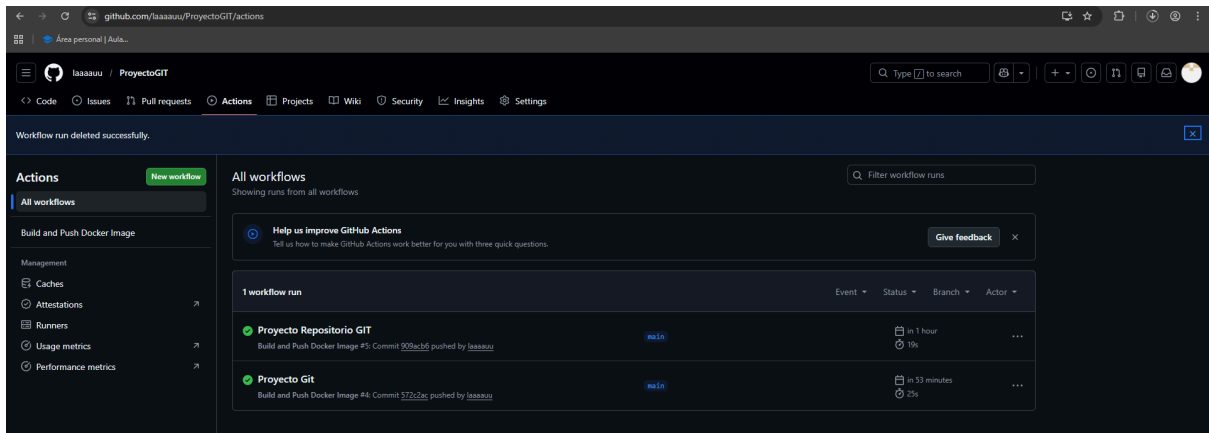 github.com/laaaauu/ProyectoGIT/actions
Área personal | Aula...
laaaauu / ProyectoGIT
Type / to search
Code Issues Pull requests Actions Projects Wiki Security Insights Settings
Workflow run deleted successfully.
Actions
New workflow
All workflows
Build and Push Docker Image
Management
Caches
Attestations
Runners
Usage metrics
Performance metrics
All workflows
Showing runs from all workflows
Filter workflow runs
Help us improve GitHub Actions
Tell us how to make GitHub Actions work better for you with three quick questions.
Give feedback
1 workflow run
Event Status Branch Actor
Proyecto Repositorio GIT
Build and Push Docker Image #5: Commit 909acb6 pushed by laaaauu
main
in 1 hour
19s
Proyecto Git
Build and Push Docker Image #4: Commit 572c2ac pushed by laaaauu
main
in 53 minutes
25s